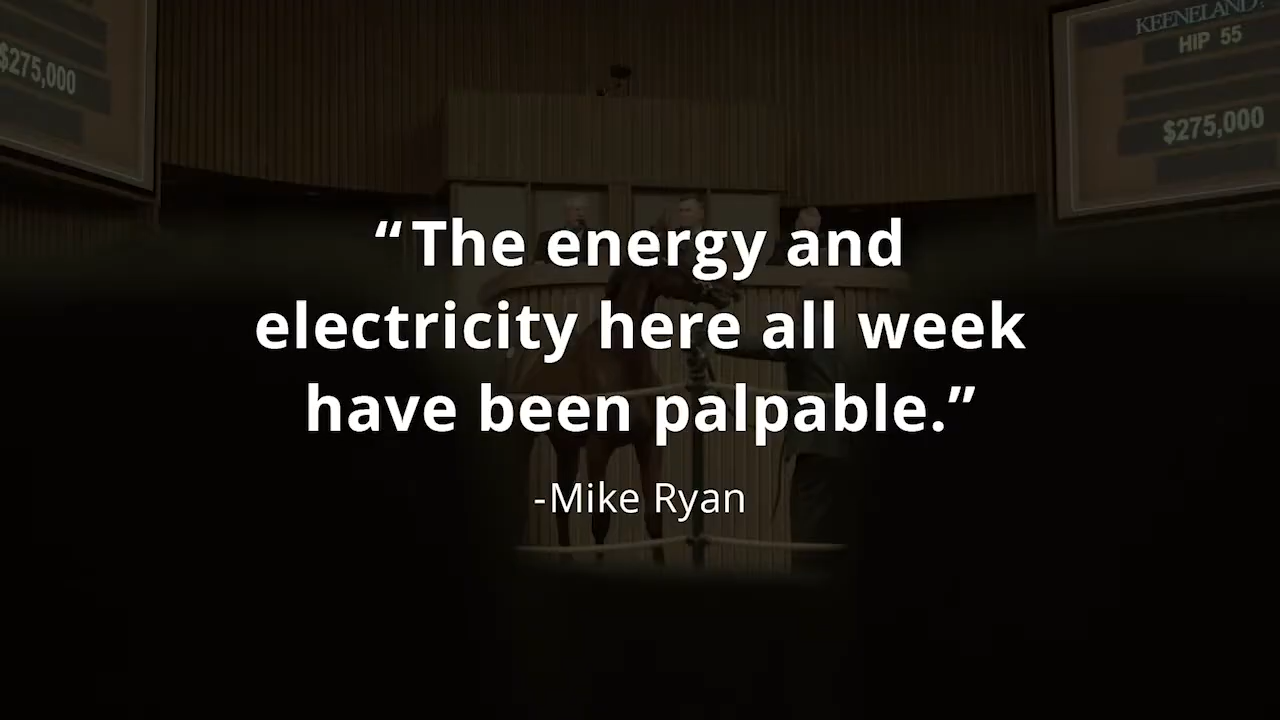 $275,000
KEENELAND
HIP 55
$275,000
“The energy and
electricity here all week
have been palpable.”
-Mike Ryan